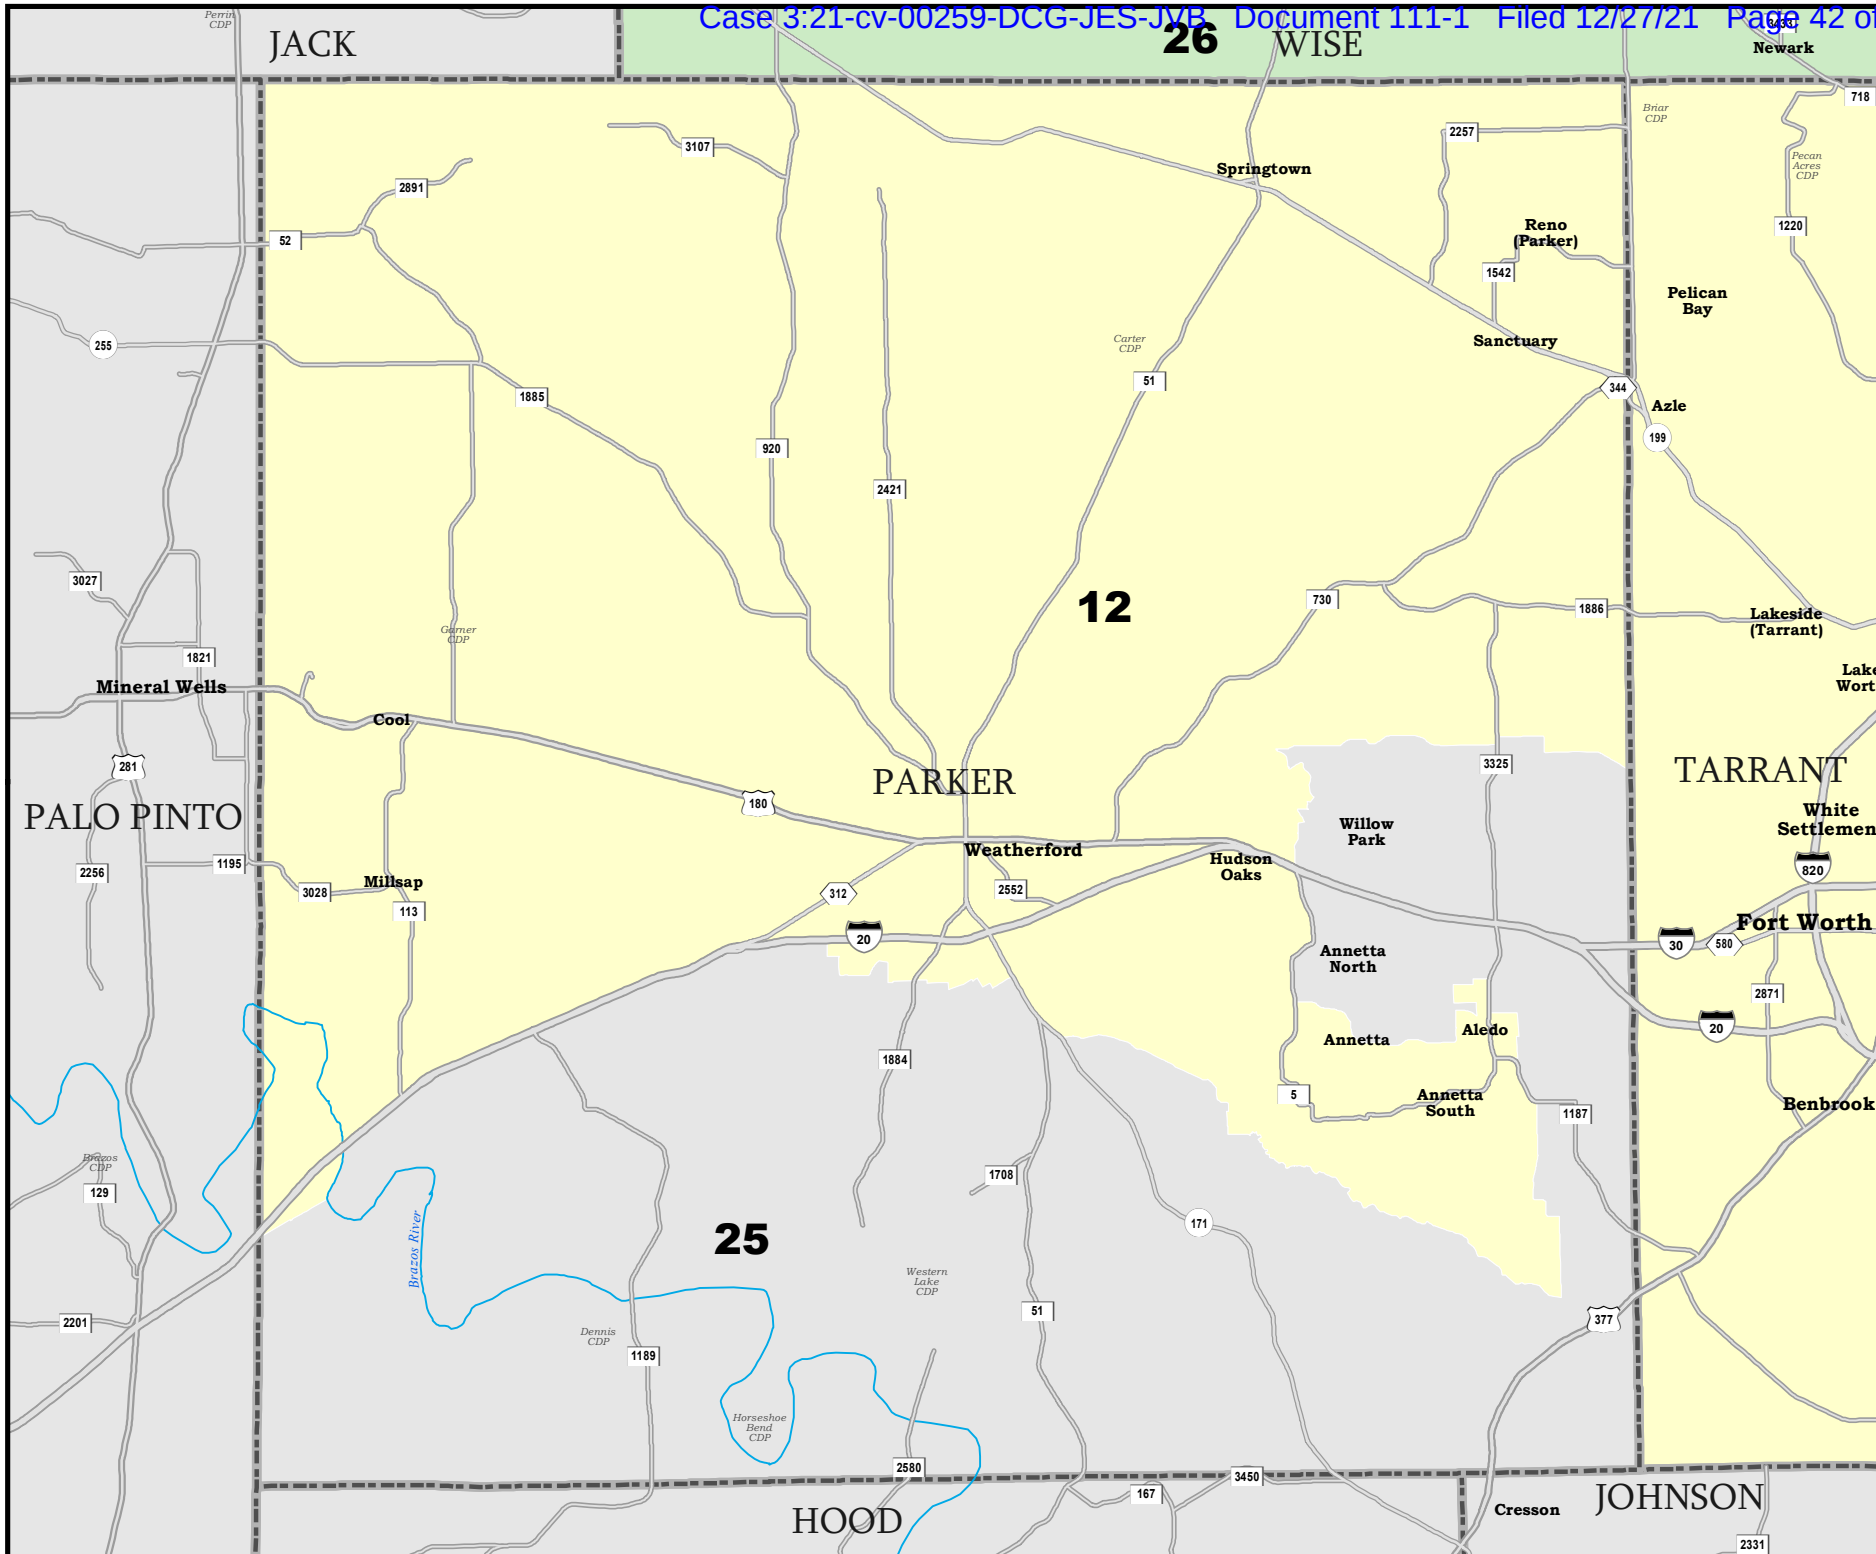 Case 3:21-cv-00259-DCG-JES-JVB Document 111-1 Filed 12/27/21 Page 42 of
Perrin
CDP
JACK
26
WISE
Newark
718
Briar
CDP
3107
2257
Pecan
Acres
CDP
Springtown
2891
52
Reno
(Parker)
1220
1542
Pelican
Bay
255
Carter
CDP
Sanctuary
51
344
1885
Azle
920
199
2421
3027
12
730
1886
Lakeside
(Tarrant)
Garner
CDP
1821
Mineral Wells
Lake
Wort
Cool
281
3325
PARKER
TARRANT
180
PALO PINTO
Willow
Park
White
Settlemen
Weatherford
Hudson
Oaks
1195
2256
820
Millsap
3028
312
2552
113
Fort Worth
20
30
580
Annetta
North
2871
20
Aledo
Annetta
1884
5
Annetta
South
1187
Benbrook
Brazos
CDP
129
1708
171
25
Brazos River
Western
Lake
CDP
51
377
2201
Dennis
CDP
1189
Horseshoe
Bend
CDP
2580
3450
167
JOHNSON
Cresson
HOOD
2331